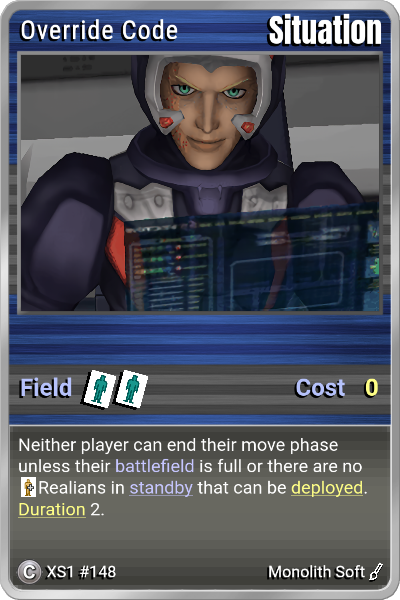 Override Code
Situation
Field
Cost 0
Neither player can end their move phase
unless their battlefield is full or there are no
Realians in standby that can be deployed.
Duration 2.
C XS1 #148
Monolith Soft